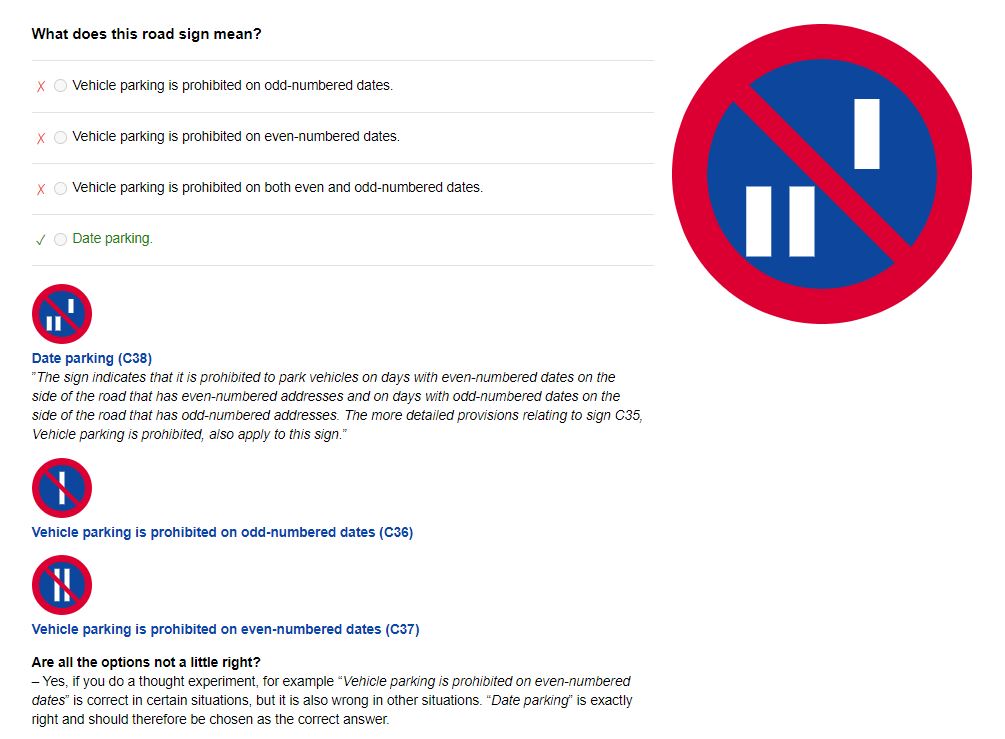 What does this road sign mean?
X Vehicle parking is prohibited on odd-numbered dates.
X Vehicle parking is prohibited on even-numbered dates.
X Vehicle parking is prohibited on both even and odd-numbered dates.
✓ Date parking.
Date parking (C38)
"The sign indicates that it is prohibited to park vehicles on days with even-numbered dates on the
side of the road that has even-numbered addresses and on days with odd-numbered dates on the
side of the road that has odd-numbered addresses. The more detailed provisions relating to sign C35,
Vehicle parking is prohibited, also apply to this sign.”
Vehicle parking is prohibited on odd-numbered dates (C36)
Vehicle parking is prohibited on even-numbered dates (C37)
Are all the options not a little right?
– Yes, if you do a thought experiment, for example “Vehicle parking is prohibited on even-numbered
dates” is correct in certain situations, but it is also wrong in other situations. “Date parking” is exactly
right and should therefore be chosen as the correct answer.